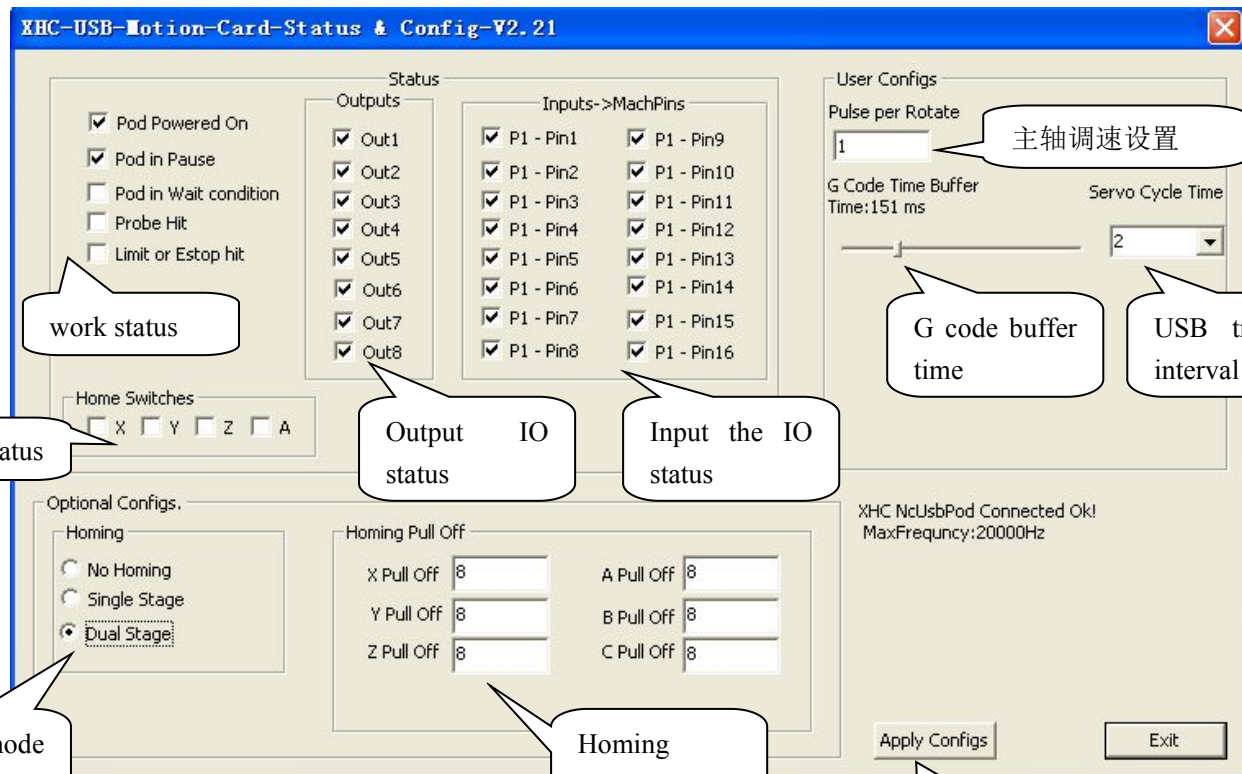 XHC-USB-Motion-Card-Status & Config-V2.21
Status
Pod Powered On
Pod in Pause
Pod in Wait condition
Probe Hit
Limit or Estop hit
work status
Outputs
Out1
Out2
Out3
Out4
Out5
Out6
Out7
Out8
Inputs->MachPins
P1 - Pin1
P1 - Pin2
P1 - Pin3
P1 - Pin4
P1 - Pin5
P1 - Pin6
P1 - Pin7
P1 - Pin8
P1 - Pin9
P1 - Pin10
P1 - Pin11
P1 - Pin12
P1 - Pin13
P1 - Pin14
P1 - Pin15
P1 - Pin16
Home Switches
X Y Z A
atus
Output IO
status
Input the IO
status
User Configs
Pulse per Rotate
1
主轴调速设置
G Code Time Buffer
Time:151 ms
Servo Cycle Time
2
G code buffer
time
USB
interval
Optional Configs.
Homing
No Homing
Single Stage
Dual Stage
Homing Pull Off
X Pull Off 8
Y Pull Off 8
Z Pull Off 8
A Pull Off 8
B Pull Off 8
C Pull Off 8
Homing
XHC NcUsbPod Connected Ok!
MaxFrequncy:20000Hz
Apply Configs
Exit